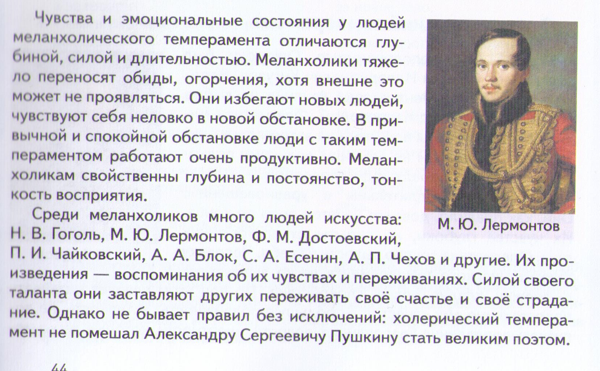 Чувства и эмоциональные состояния у людей
меланхолического темперамента отличаются глу-
биной, силой и длительностью. Меланхолики тяже-
ло переносят обиды, огорчения, хотя внешне это
может не проявляться. Они избегают новых людей,
чувствуют себя неловко в новой обстановке. В при-
вычной и спокойной обстановке люди с таким тем-
пераментом работают очень продуктивно. Мелан-
холикам свойственны глубина и постоянство, тон-
кость восприятия.
Среди меланхоликов много людей искусства:
Н. В. Гоголь, М. Ю. Лермонтов, Ф. М. Достоевский,
П. И. Чайковский, А. А. Блок, С. А. Есенин, А. П. Чехов и другие. Их про-
изведения — воспоминания об их чувствах и переживаниях. Силой своего
таланта они заставляют других переживать своё счастье и своё страда-
ние. Однако не бывает правил без исключений: холерический темпера-
мент не помешал Александру Сергеевичу Пушкину стать великим поэтом.
М. Ю. Лермонтов
44